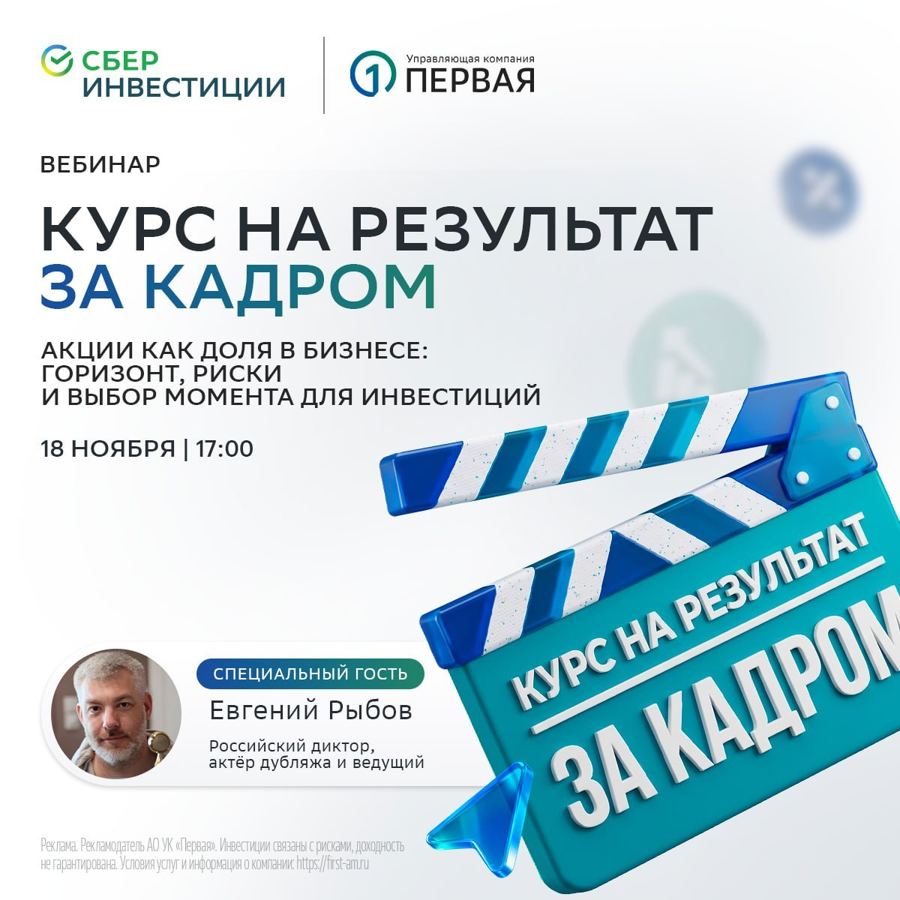 СБЕР
ИНВЕСТИЦИИ
Управляющая компания
ПЕРВАЯ
ВЕБИНАР
КУРС НА РЕЗУЛЬТАТ
ЗА КАДРОМ
АКЦИИ КАК ДОЛЯ В БИЗНЕСЕ:
ГОРИЗОНТ, РИСКИ
И ВЫБОР МОМЕНТА ДЛЯ ИНВЕСТИЦИЙ
18 НОЯБРЯ | 17:00
КУРС НА РЕЗУЛЬТАТ
ЗА КАДРОМ
СПЕЦИАЛЬНЫЙ ГОСТЬ
Евгений Рыбов
Российский диктор,
актёр дубляжа и ведущий
Реклама. Рекламодатель АО УК «Первая». Инвестиции связаны с рисками, доходность
не гарантирована. Условия услуг и информация о компании: https://first-am.ru